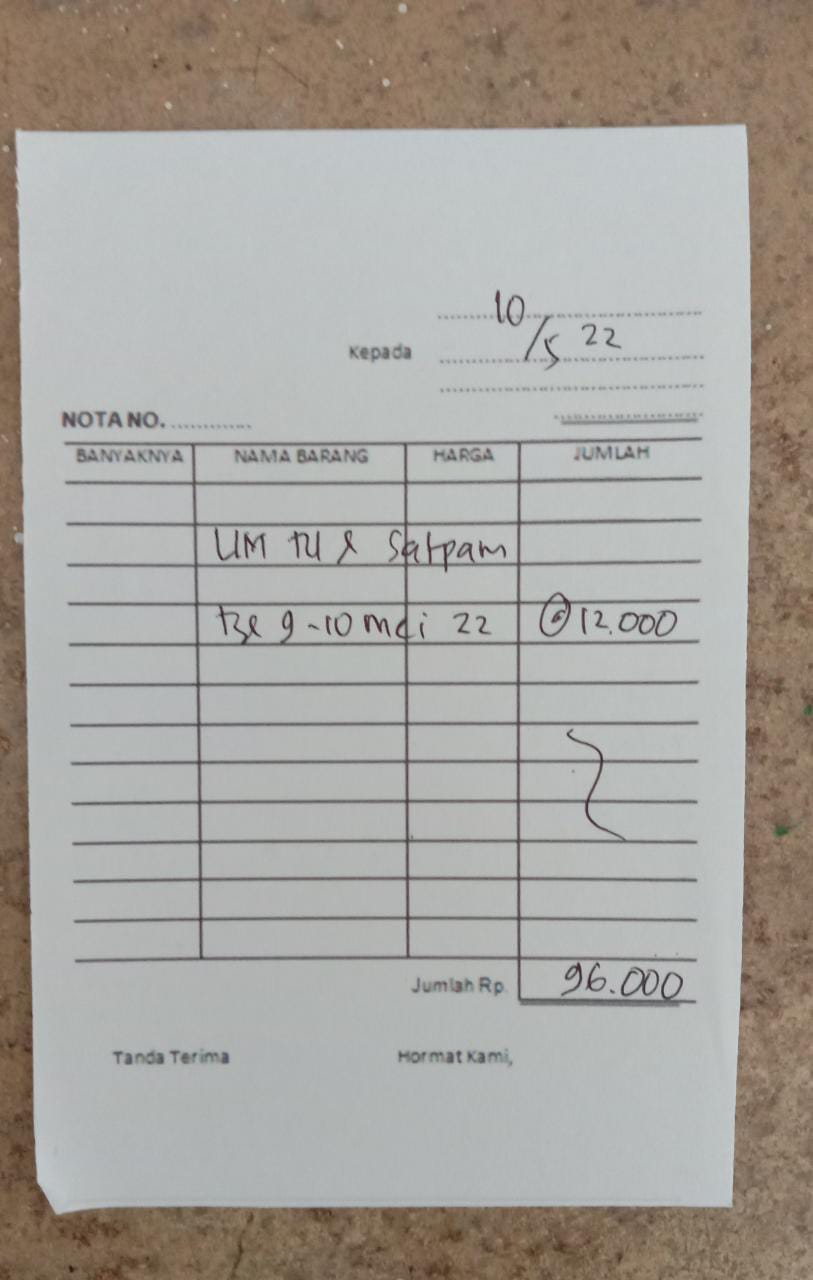 10/5 22
Kepada
NOTA NO. ............
BANYAKNYA NAMA BARANG HARGA JUMLAH
UM TU & Satpam
9-10 mei 22 @ 12.000
Jumlah Rp. 96.000
Tanda Terima Hormat Kami,